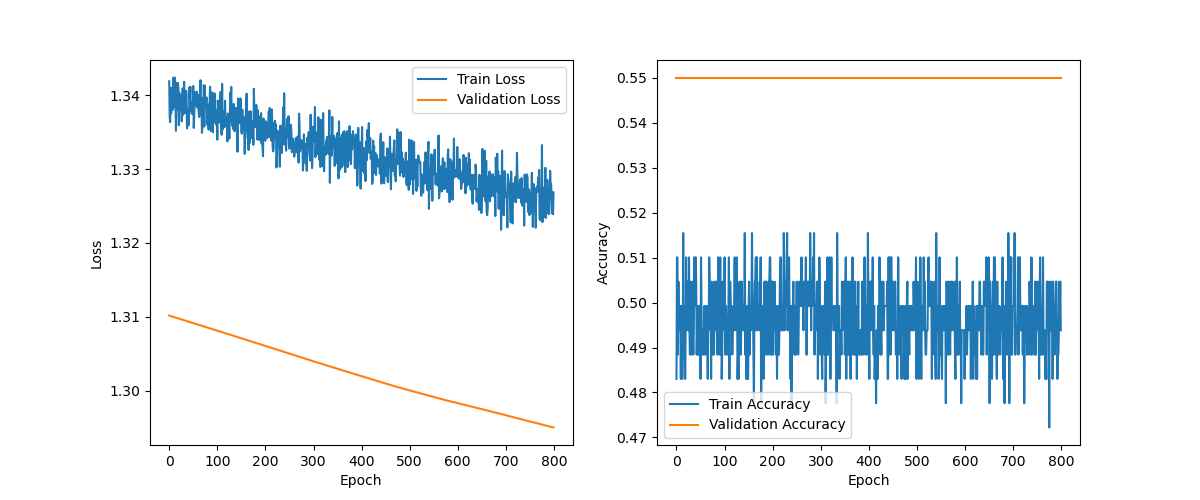 Train Loss
Validation Loss
1.34
1.33
1.32
1.31
1.30
Loss
0 100 200 300 400 500 600 700 800
Epoch
0.55
0.54
0.53
0.52
0.51
0.50
0.49
0.48
0.47
Accuracy
Train Accuracy
Validation Accuracy
0 100 200 300 400 500 600 700 800
Epoch